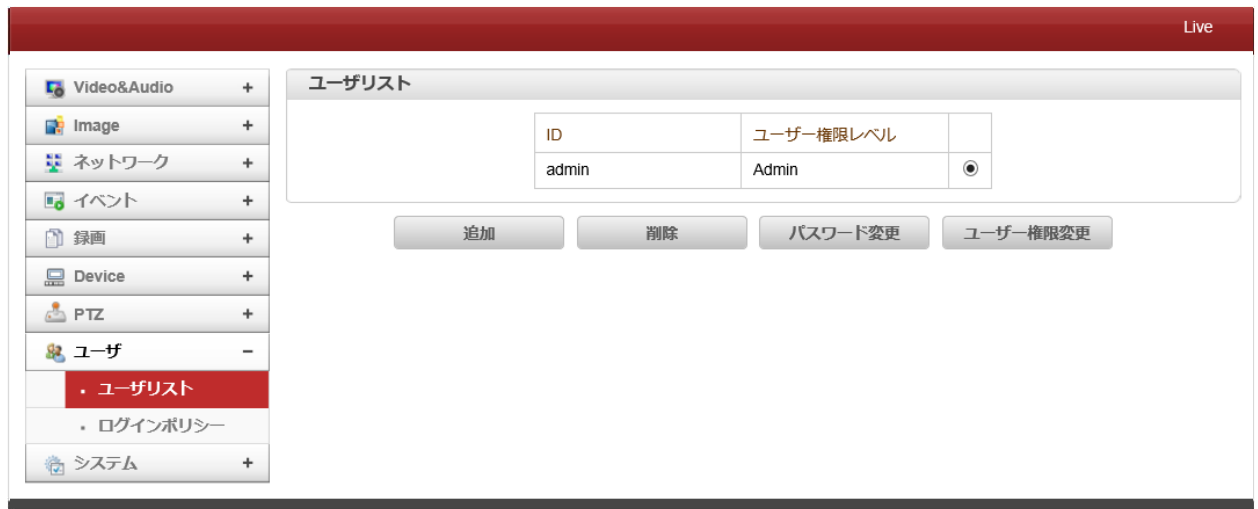 Live
Video&Audio +
Image +
ネットワーク +
イベント +
録画 +
Device +
PTZ +
ユーザ −
・ ユーザリスト
・ ログインポリシー
システム +
ユーザリスト
ID ユーザー権限レベル
admin Admin
追加 削除 パスワード変更 ユーザー権限変更